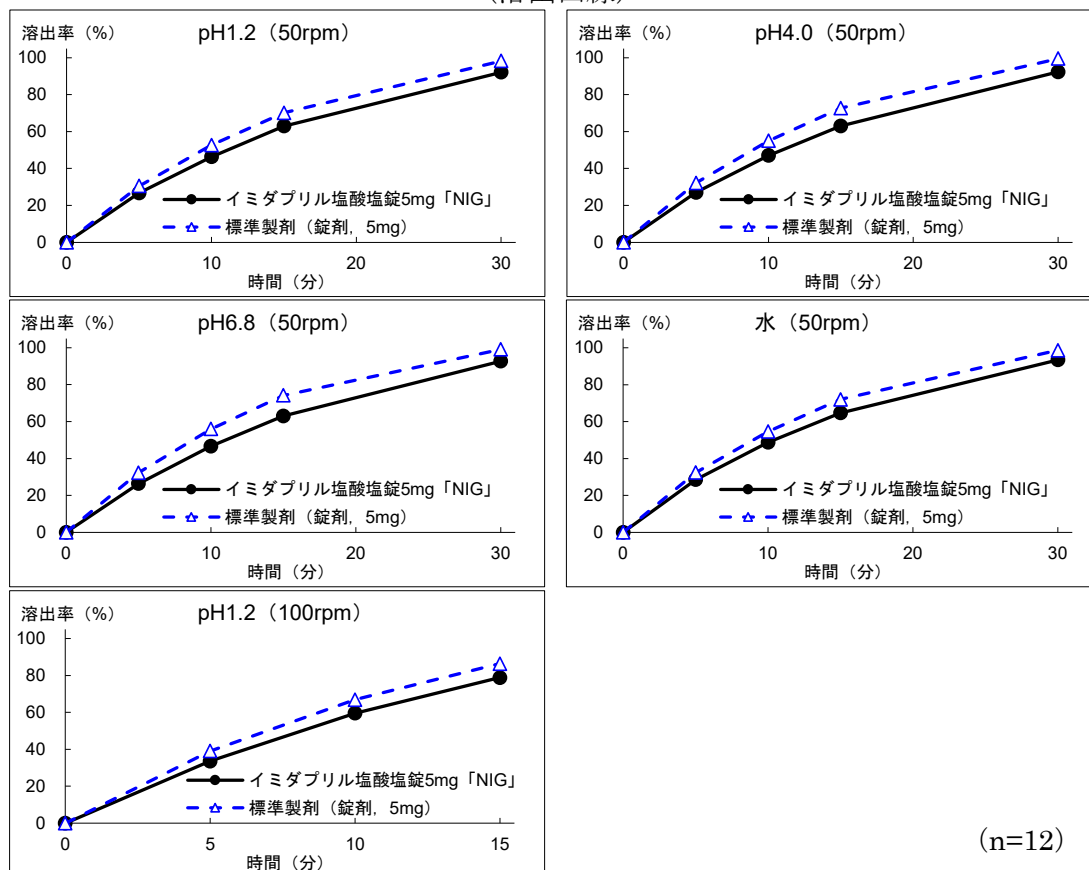 溶出率（%） pH1.2（50rpm）
100
80
60
40
20
0
イミダプリル塩酸塩錠5mg「NIG」
標準製剤（錠剤，5mg）
0 10 20 30
時間（分）
溶出率（%） pH4.0（50rpm）
100
80
60
40
20
0
イミダプリル塩酸塩錠5mg「NIG」
標準製剤（錠剤，5mg）
0 10 20 30
時間（分）
溶出率（%） pH6.8（50rpm）
100
80
60
40
20
0
イミダプリル塩酸塩錠5mg「NIG」
標準製剤（錠剤，5mg）
0 10 20 30
時間（分）
溶出率（%） 水（50rpm）
100
80
60
40
20
0
イミダプリル塩酸塩錠5mg「NIG」
標準製剤（錠剤，5mg）
0 10 20 30
時間（分）
溶出率（%） pH1.2（100rpm）
100
80
60
40
20
0
イミダプリル塩酸塩錠5mg「NIG」
標準製剤（錠剤，5mg）
0 5 10 15
時間（分）
(n=12)